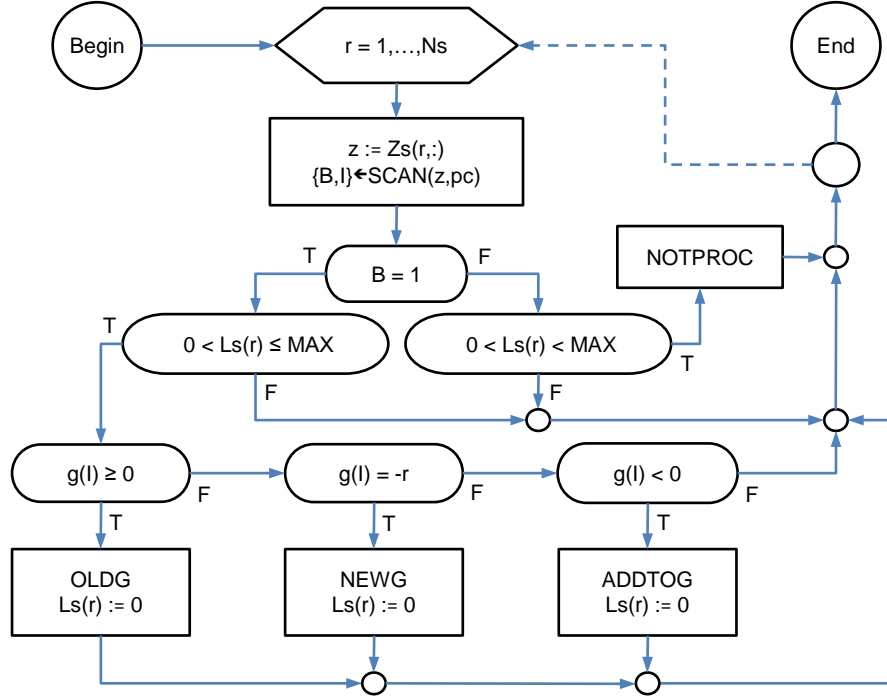 Begin
r = 1,…,Ns
End
z := Zs(r,:)
{B,I}←SCAN(z,pc)
T
B = 1
F
NOTPROC
T
0 < Ls(r) ≤ MAX
0 < Ls(r) < MAX
T
F
F
g(I) ≥ 0
F
g(I) = -r
F
g(I) < 0
F
T
T
T
OLDG
Ls(r) := 0
NEWG
Ls(r) := 0
ADDTOG
Ls(r) := 0